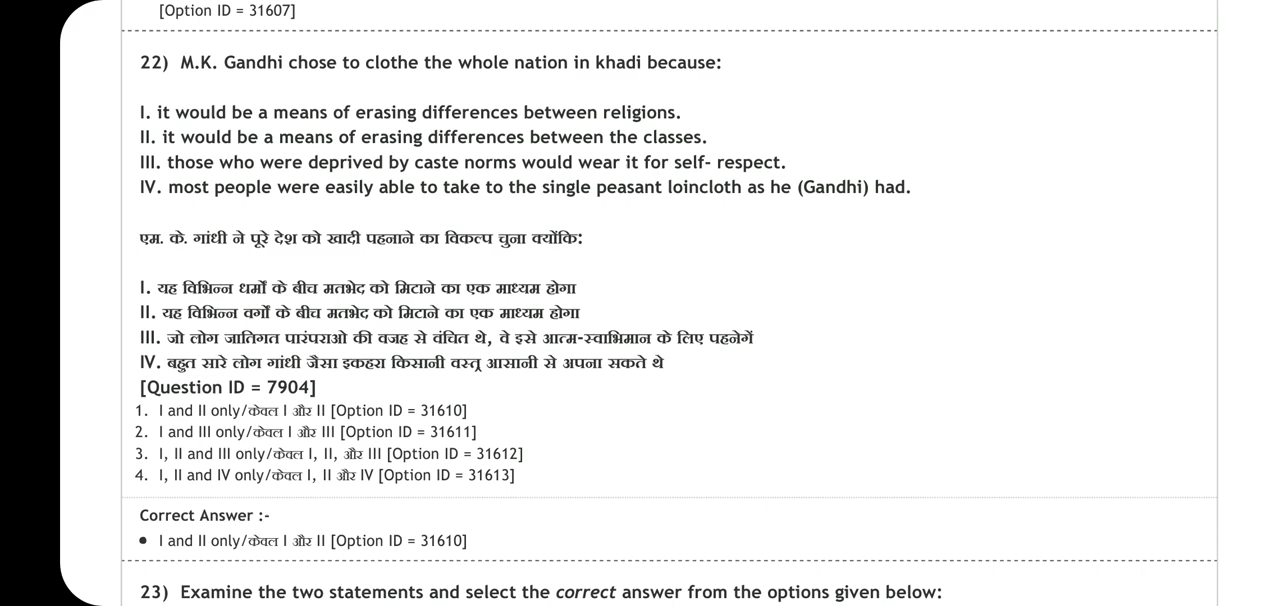 [Option ID = 31607]
22) M.K. Gandhi chose to clothe the whole nation in khadi because:
I. it would be a means of erasing differences between religions.
II. it would be a means of erasing differences between the classes.
III. those who were deprived by caste norms would wear it for self- respect.
IV. most people were easily able to take to the single peasant loincloth as he (Gandhi) had.
एम. के. गांधी ने पूरे देश को खादी पहनाने का विकल्प चुना क्योंकि:
I. यह विभिन्न धर्मों के बीच मतभेद को मिटाने का एक माध्यम होगा
II. यह विभिन्न वर्गों के बीच मतभेद को मिटाने का एक माध्यम होगा
III. जो लोग जातिगत पारंपराओ की वजह से वंचित थे, वे इसे आत्म-स्वाभिमान के लिए पहनेगें
IV. बहुत सारे लोग गांधी जैसा इकहरा किसानी वस्त्र आसानी से अपना सकते थे
[Question ID = 7904]
1. I and II only/केवल I और II [Option ID = 31610]
2. I and III only/केवल I और III [Option ID = 31611]
3. I, II and III only/केवल I, II, और III [Option ID = 31612]
4. I, II and IV only/केवल I, II और IV [Option ID = 31613]
Correct Answer :-
• I and II only/केवल I और II [Option ID = 31610]
23) Examine the two statements and select the correct answer from the options given below: